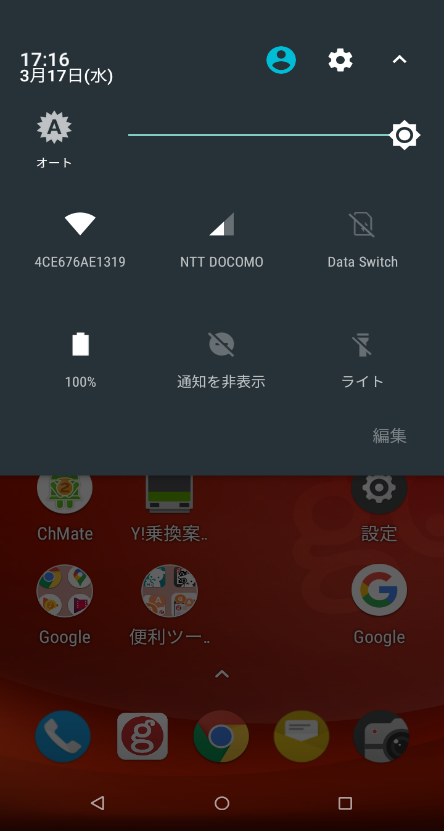 17:16
3月17日(水)
A
オート
4CE676AE1319
NTT DOCOMO
Data Switch
100%
通知を非表示
ライト
編集
ChMate
Y!乗換案..
設定
Google
便利ツー..
Google
g